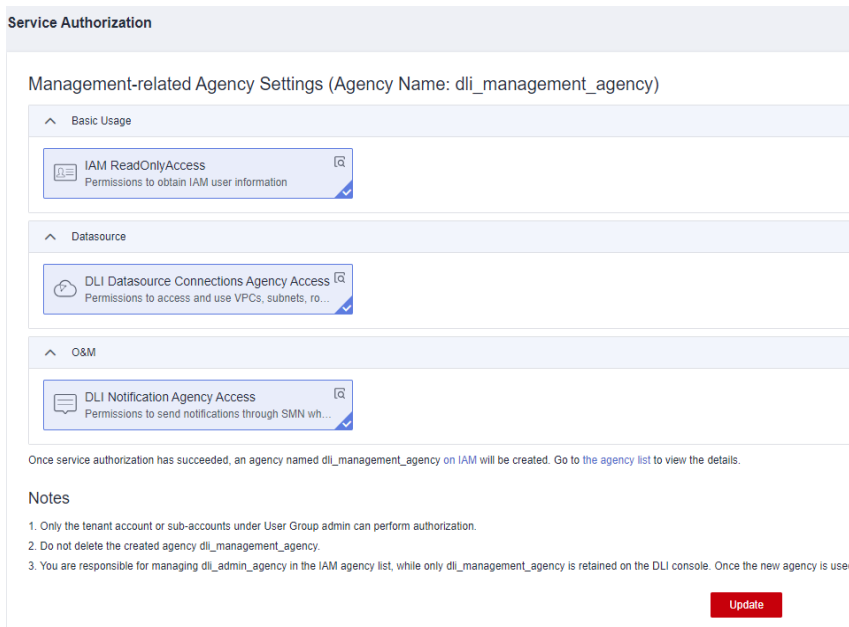 Service Authorization
Management-related Agency Settings (Agency Name: dli_management_agency)
Basic Usage
IAM ReadOnlyAccess
Permissions to obtain IAM user information
Datasource
DLI Datasource Connections Agency Access
Permissions to access and use VPCs, subnets, ro...
O&M
DLI Notification Agency Access
Permissions to send notifications through SMN wh...
Once service authorization has succeeded, an agency named dli_management_agency on IAM will be created. Go to the agency list to view the details.
Notes
1. Only the tenant account or sub-accounts under User Group admin can perform authorization.
2. Do not delete the created agency dli_management_agency.
3. You are responsible for managing dli_admin_agency in the IAM agency list, while only dli_management_agency is retained on the DLI console. Once the new agency is use
Update